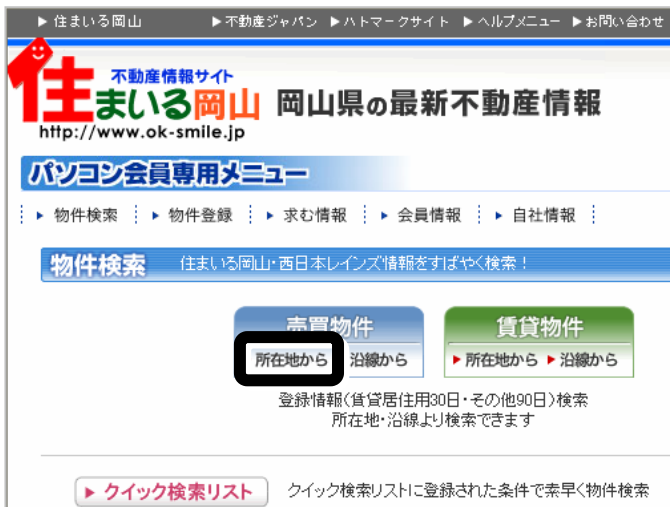 ▶ 住まいる岡山 ▶不動産ジャパン ▶ハトマークサイト ▶ヘルプメニュー ▶お問い合わせ
不動産情報サイト
住まいる岡山 岡山県の最新不動産情報
http://www.ok-smile.jp
パソコン会員専用メニュー
▶ 物件検索 ▶ 物件登録 ▶ 求む情報 ▶ 会員情報 ▶ 自社情報
物件検索 住まいる岡山・西日本レインズ情報をすばやく検索！
売買物件 賃貸物件
所在地から 沿線から ▶所在地から ▶沿線から
登録情報(賃貸居住用30日・その他90日)検索
所在地・沿線より検索できます
▶ クイック検索リスト クイック検索リストに登録された条件で素早く物件検索